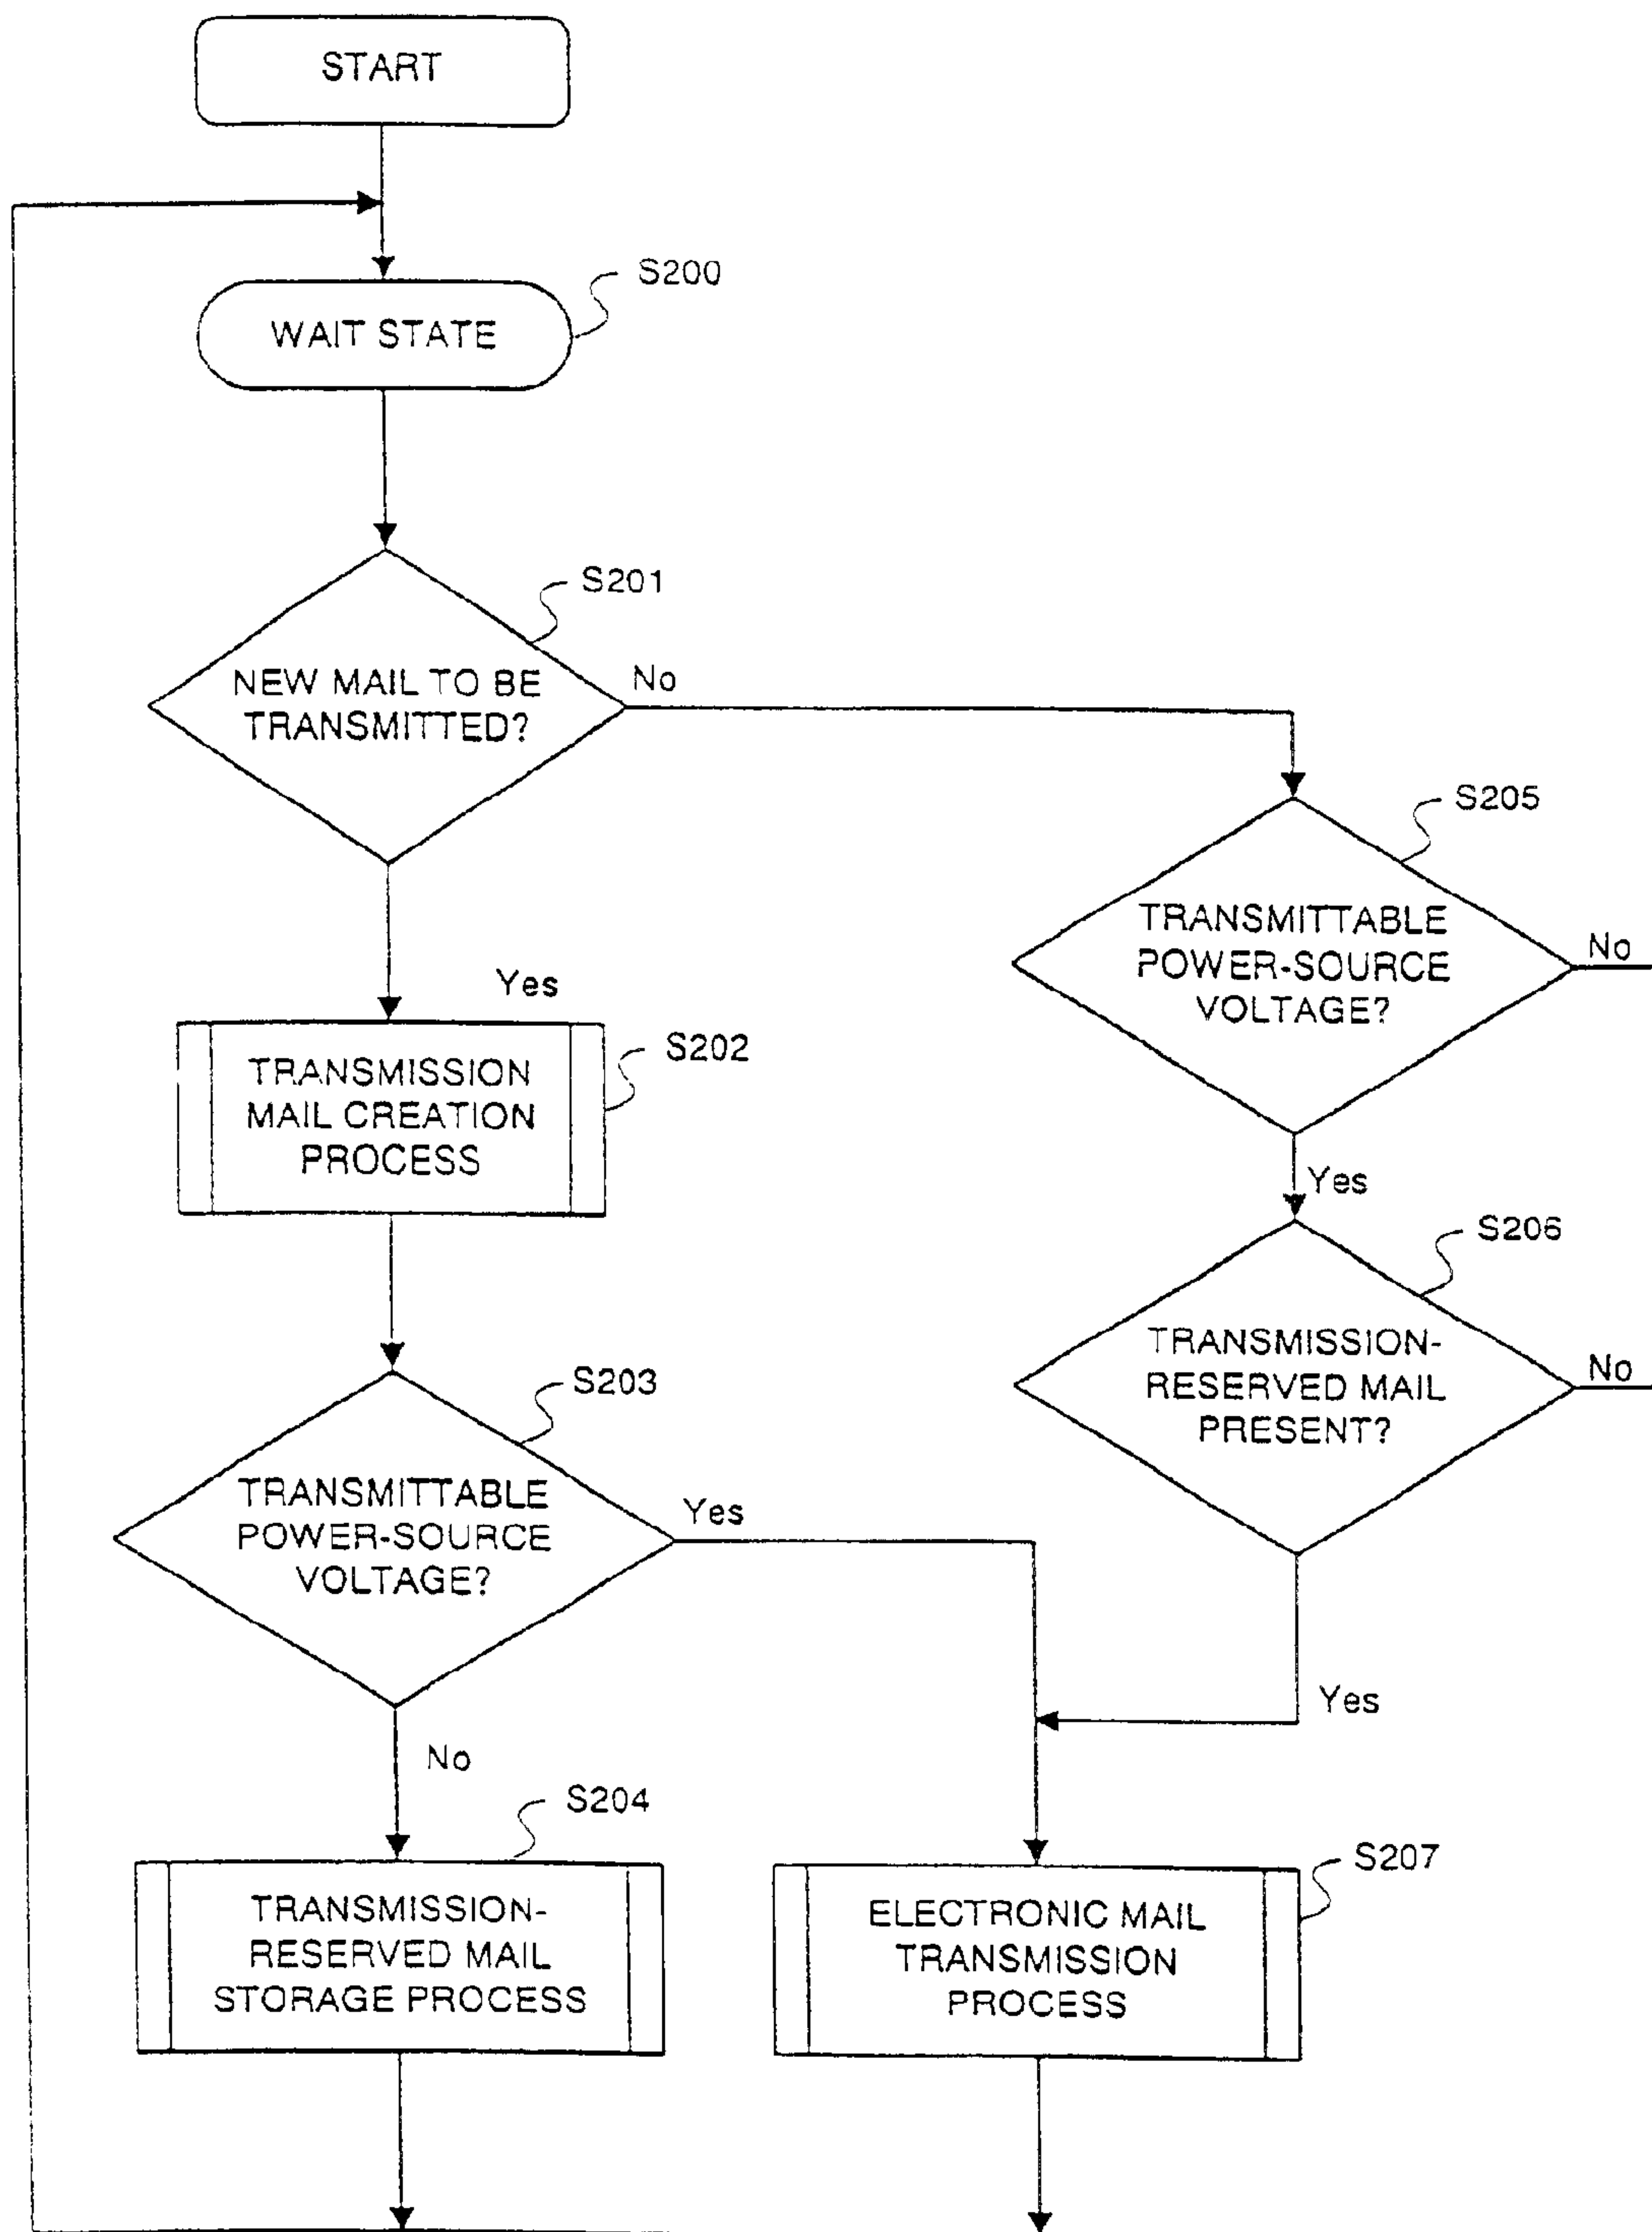 START
S200
WAIT STATE
S201
NEW MAIL TO BE
TRANSMITTED?
No
S205
TRANSMITTABLE
POWER-SOURCE
VOLTAGE?
No
Yes
S202
TRANSMISSION
MAIL CREATION
PROCESS
Yes
S206
TRANSMISSION-
RESERVED MAIL
PRESENT?
No
S203
TRANSMITTABLE
POWER-SOURCE
VOLTAGE?
Yes
Yes
No
S204
TRANSMISSION-
RESERVED MAIL
STORAGE PROCESS
S207
ELECTRONIC MAIL
TRANSMISSION
PROCESS